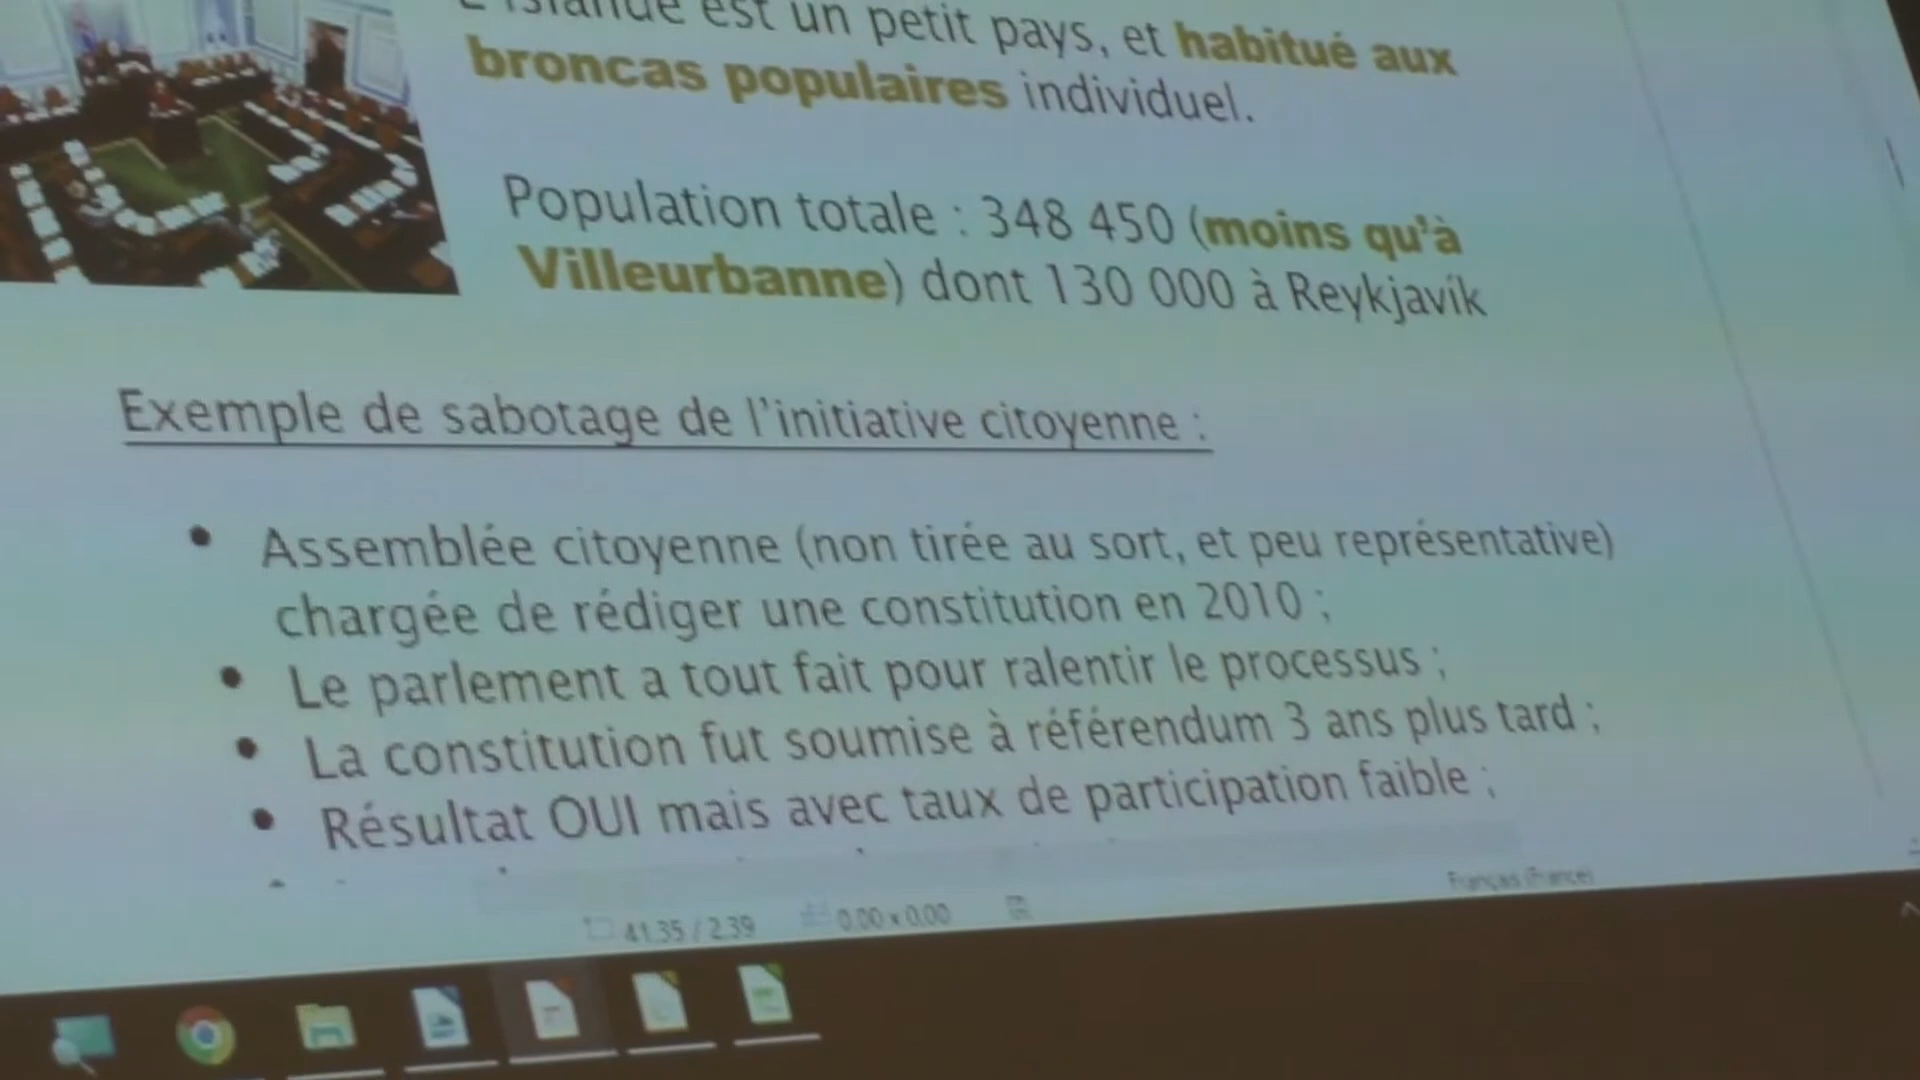 L'Islande est un petit pays, et habitué aux
broncas populaires individuel.
Population totale : 348 450 (moins qu'à
Villeurbanne) dont 130 000 à Reykjavík
Exemple de sabotage de l'initiative citoyenne :
• Assemblée citoyenne (non tirée au sort, et peu représentative)
chargée de rédiger une constitution en 2010 ;
• Le parlement a tout fait pour ralentir le processus ;
• La constitution fut soumise à référendum 3 ans plus tard ;
• Résultat OUI mais avec taux de participation faible ;
Français (France)
41.35 / 2.39 0.00 x 0.00